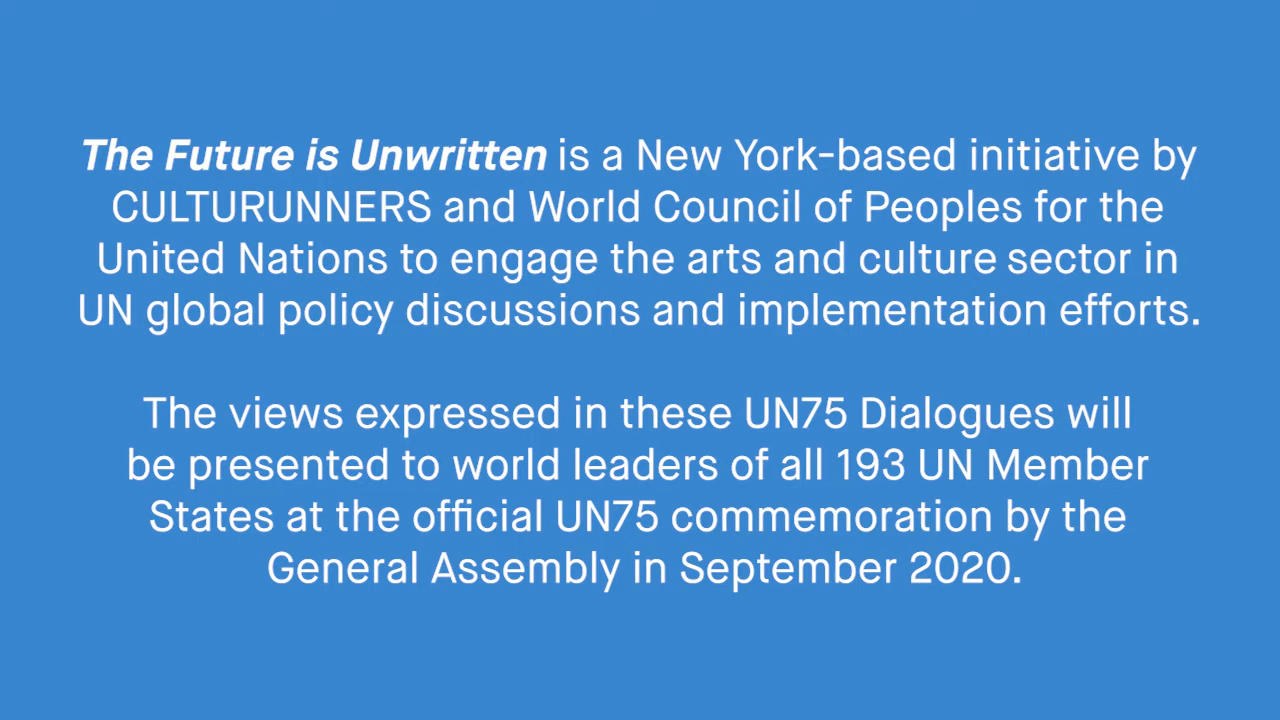 The Future is Unwritten is a New York-based initiative by
CULTURUNNERS and World Council of Peoples for the
United Nations to engage the arts and culture sector in
UN global policy discussions and implementation efforts.
The views expressed in these UN75 Dialogues will
be presented to world leaders of all 193 UN Member
States at the official UN75 commemoration by the
General Assembly in September 2020.